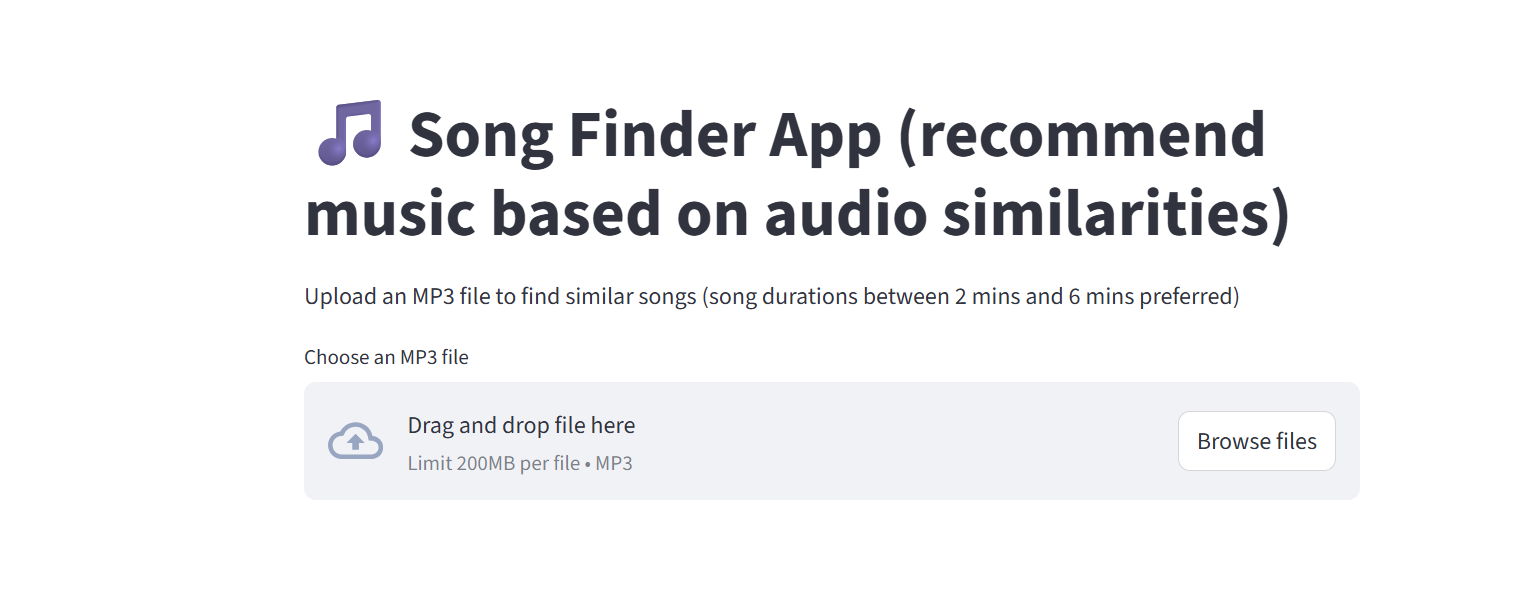 🎵 Song Finder App (recommend
music based on audio similarities)
Upload an MP3 file to find similar songs (song durations between 2 mins and 6 mins preferred)
Choose an MP3 file
Drag and drop file here
Limit 200MB per file • MP3
Browse files